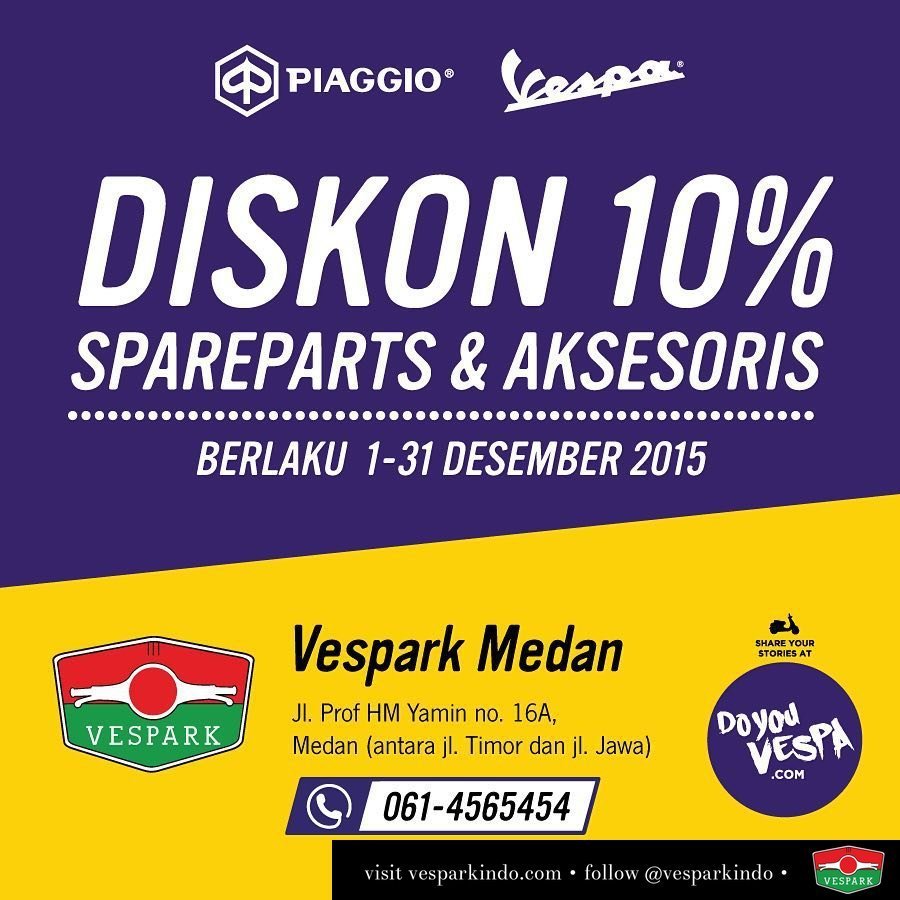 PIAGGIO® Vespa®
DISKON 10%
SPAREPARTS & AKSESORIS
BERLAKU 1-31 DESEMBER 2015
VESPARK
Vespark Medan
Jl. Prof HM Yamin no. 16A,
Medan (antara jl. Timor dan jl. Jawa)
061-4565454
SHARE YOUR
STORIES AT
Do you
VESPA
.COM
visit vesparkindo.com • follow @vesparkindo •
VESPARK